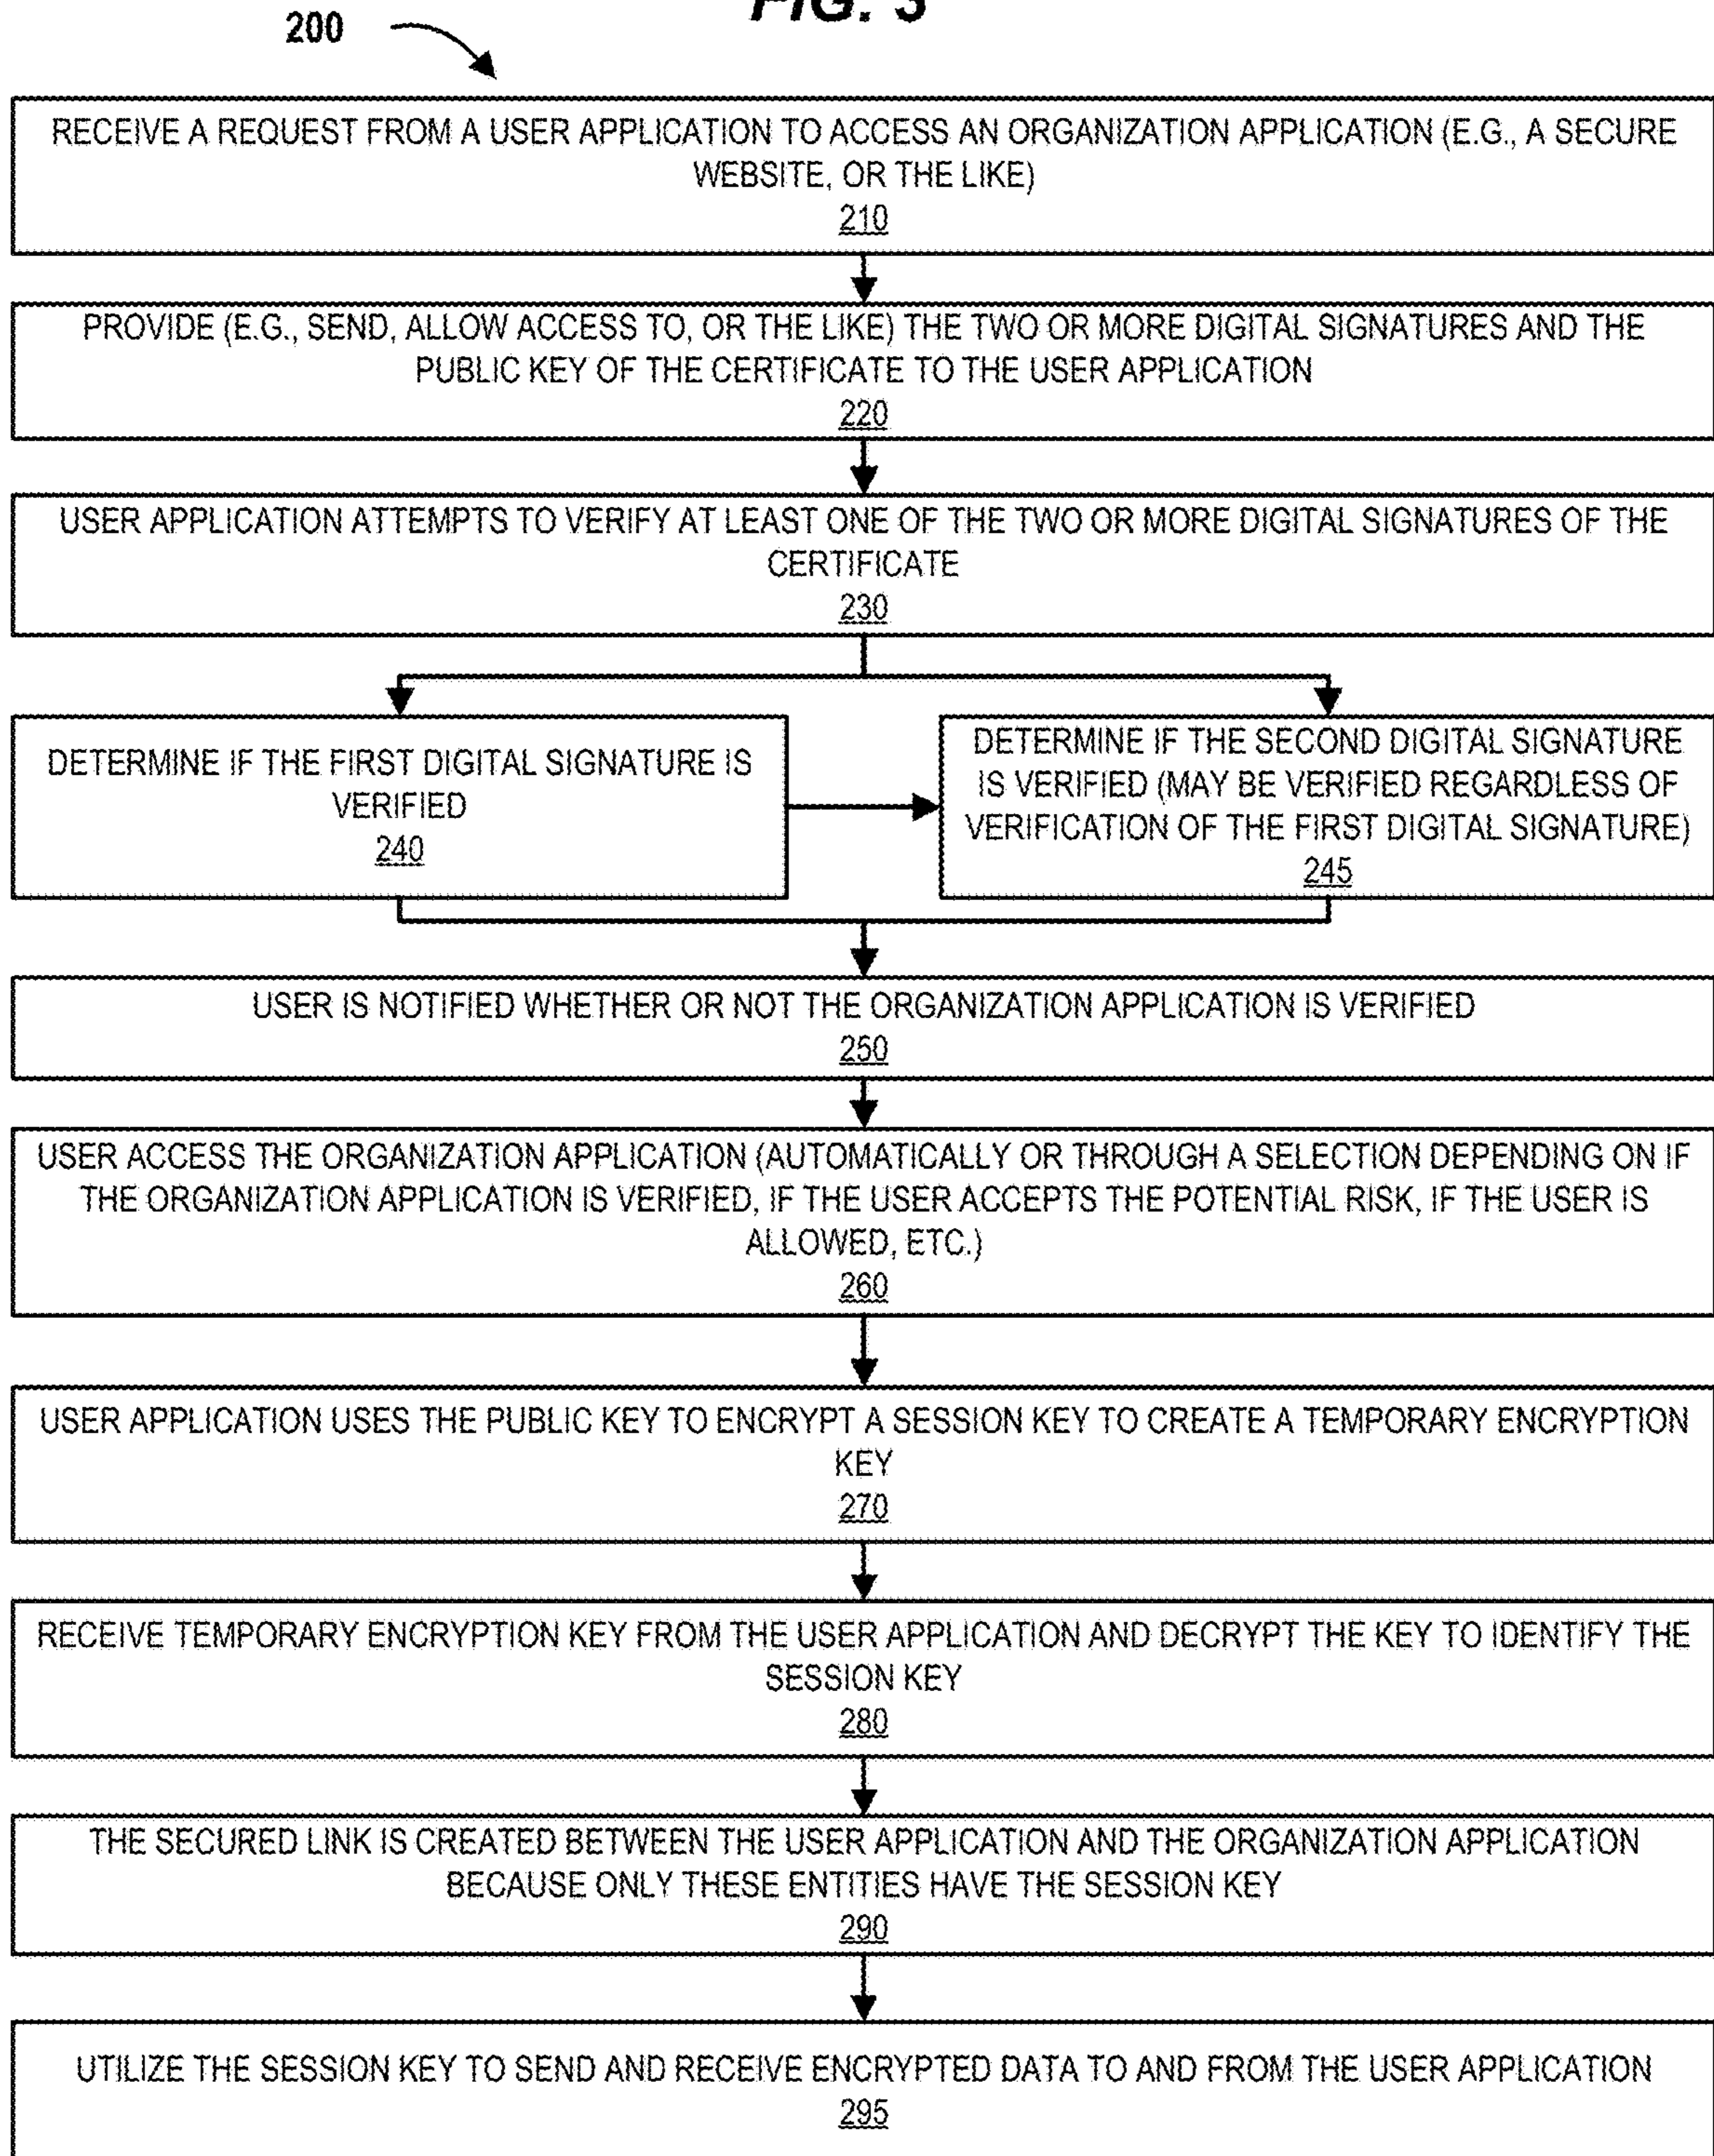 FIG. 3
200
RECEIVE A REQUEST FROM A USER APPLICATION TO ACCESS AN ORGANIZATION APPLICATION (E.G., A SECURE
WEBSITE, OR THE LIKE)
210
PROVIDE (E.G., SEND, ALLOW ACCESS TO, OR THE LIKE) THE TWO OR MORE DIGITAL SIGNATURES AND THE
PUBLIC KEY OF THE CERTIFICATE TO THE USER APPLICATION
220
USER APPLICATION ATTEMPTS TO VERIFY AT LEAST ONE OF THE TWO OR MORE DIGITAL SIGNATURES OF THE
CERTIFICATE
230
DETERMINE IF THE FIRST DIGITAL SIGNATURE IS
VERIFIED
240
DETERMINE IF THE SECOND DIGITAL SIGNATURE
IS VERIFIED (MAY BE VERIFIED REGARDLESS OF
VERIFICATION OF THE FIRST DIGITAL SIGNATURE)
245
USER IS NOTIFIED WHETHER OR NOT THE ORGANIZATION APPLICATION IS VERIFIED
250
USER ACCESS THE ORGANIZATION APPLICATION (AUTOMATICALLY OR THROUGH A SELECTION DEPENDING ON IF
THE ORGANIZATION APPLICATION IS VERIFIED, IF THE USER ACCEPTS THE POTENTIAL RISK, IF THE USER IS
ALLOWED, ETC.)
260
USER APPLICATION USES THE PUBLIC KEY TO ENCRYPT A SESSION KEY TO CREATE A TEMPORARY ENCRYPTION
KEY
270
RECEIVE TEMPORARY ENCRYPTION KEY FROM THE USER APPLICATION AND DECRYPT THE KEY TO IDENTIFY THE
SESSION KEY
280
THE SECURED LINK IS CREATED BETWEEN THE USER APPLICATION AND THE ORGANIZATION APPLICATION
BECAUSE ONLY THESE ENTITIES HAVE THE SESSION KEY
290
UTILIZE THE SESSION KEY TO SEND AND RECEIVE ENCRYPTED DATA TO AND FROM THE USER APPLICATION
295